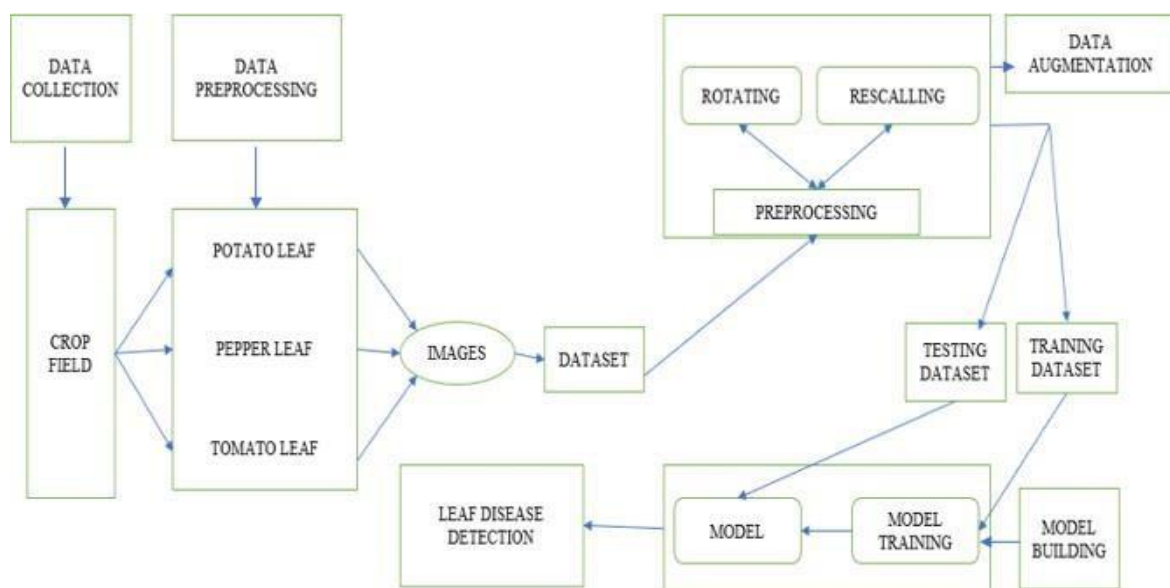 DATA
COLLECTION
DATA
PREPROCESSING
ROTATING
RESCALLING
DATA
AUGMENTATION
PREPROCESSING
CROP
FIELD
POTATO LEAF
PEPPER LEAF
TOMATO LEAF
IMAGES
DATASET
TESTING
DATASET
TRAINING
DATASET
LEAF DISEASE
DETECTION
MODEL
MODEL
TRAINING
MODEL
BUILDING